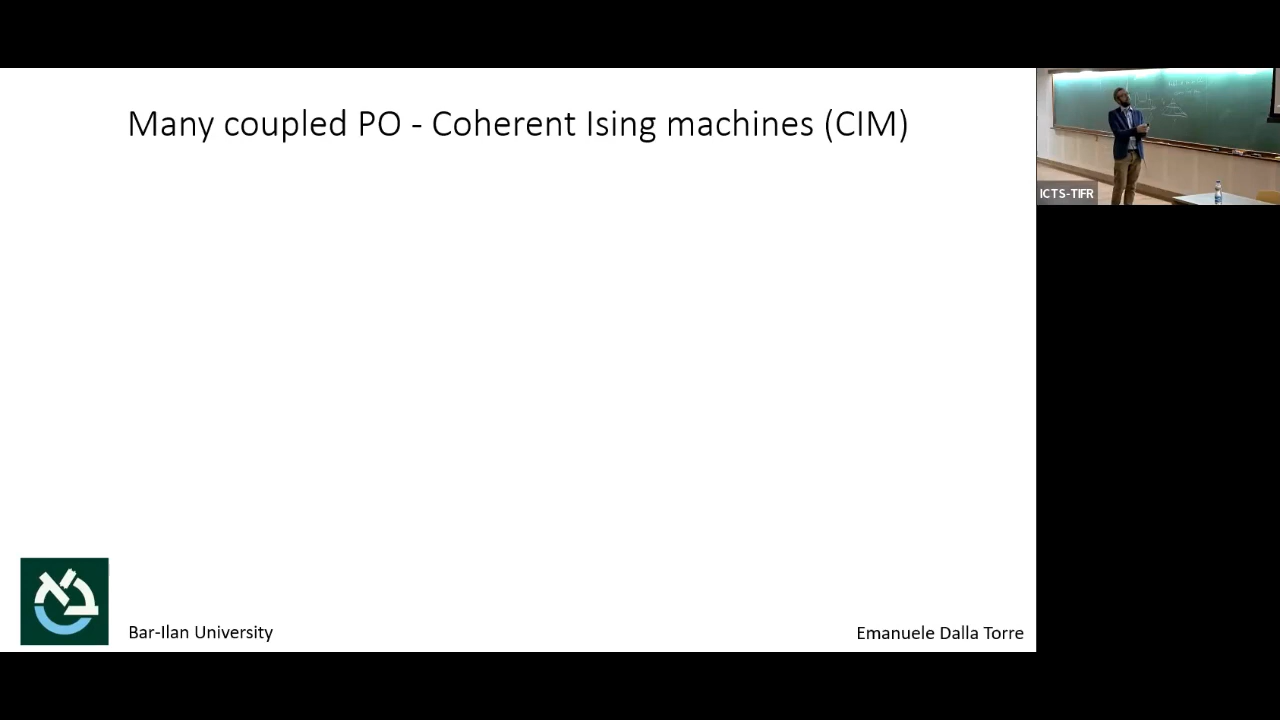 Many coupled PO - Coherent Ising machines (CIM)
ICTS-TIFR
Bar-Ilan University
Emanuele Dalla Torre